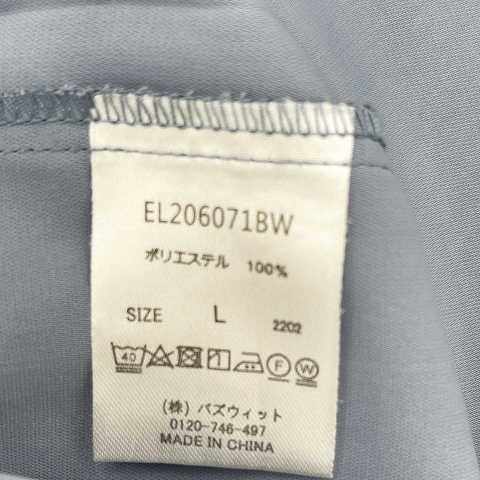 EL206071BW
ポリエステル 100%
SIZE L 2202
40 F W
(株) バズウィット
0120-746-497
MADE IN CHINA